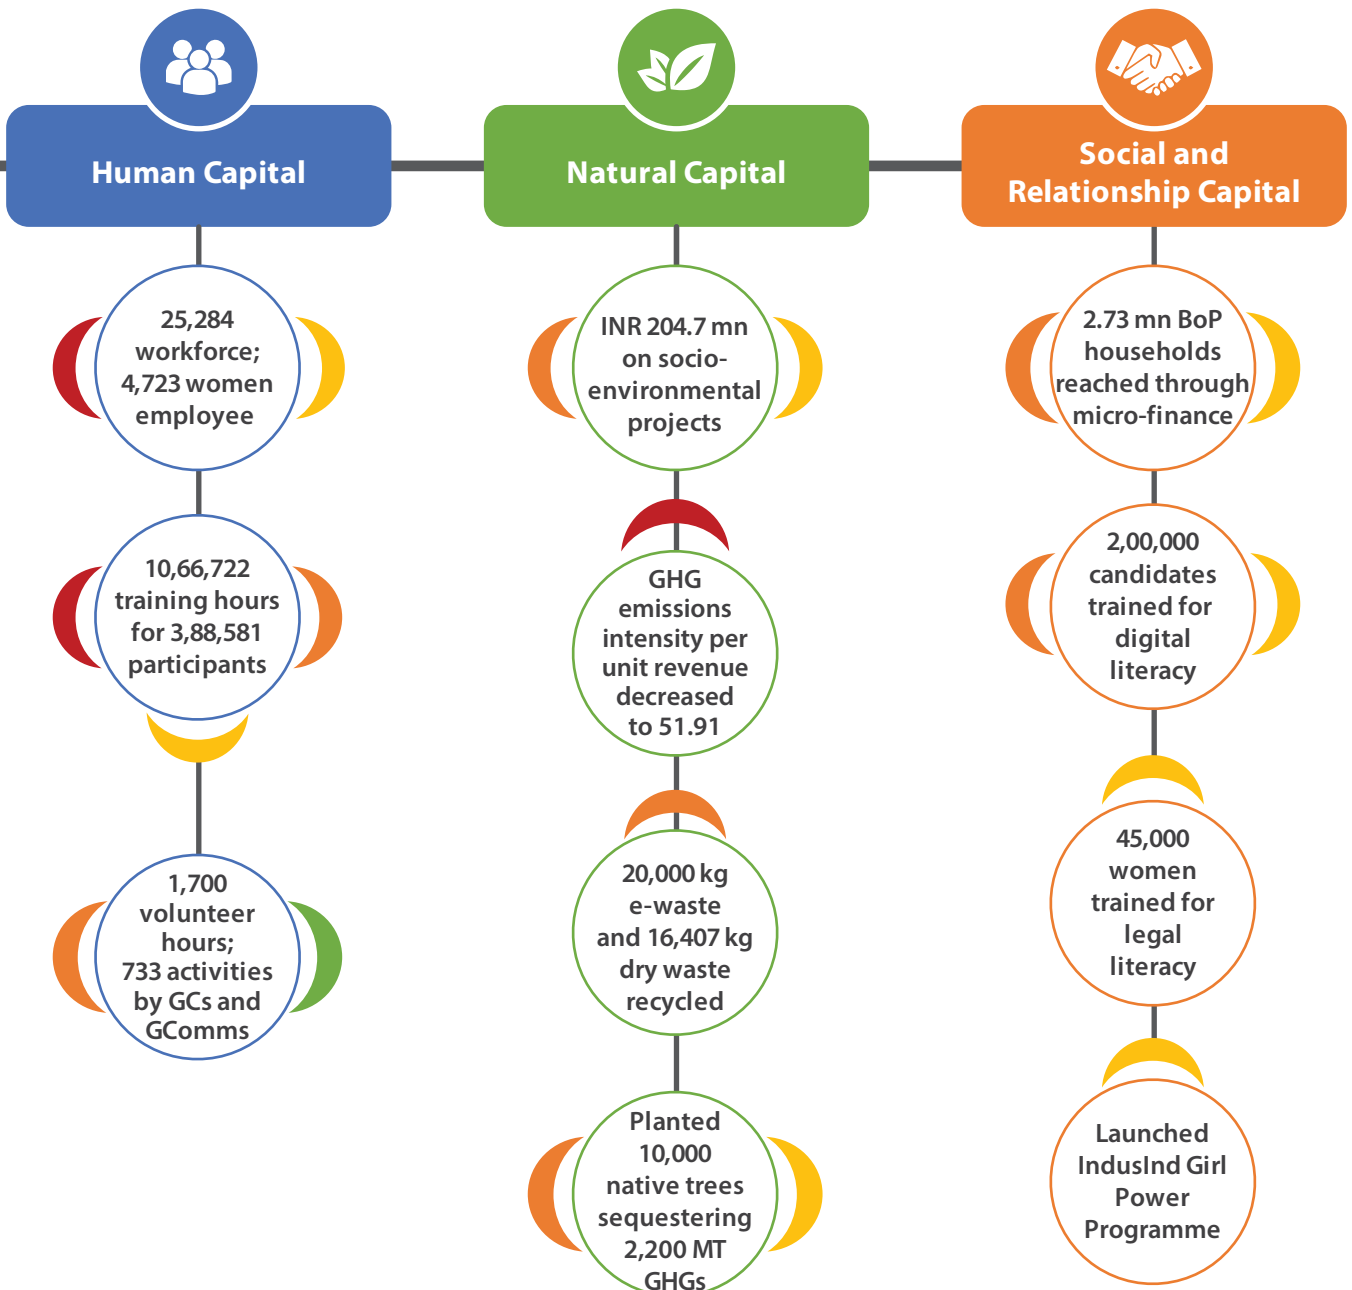 Human Capital
25,284
workforce;
4,723 women
employee
10,66,722
training hours
for 3,88,581
participants
1,700
volunteer
hours;
733 activities
by GCs and
GComms
Natural Capital
INR 204.7 mn
on socio-
environmental
projects
GHG
emissions
intensity per
unit revenue
decreased
to 51.91
20,000 kg
e-waste
and 16,407 kg
dry waste
recycled
Planted
10,000
native trees
sequestering
2,200 MT
GHGs
Social and
Relationship Capital
2.73 mn BoP
households
reached through
micro-finance
2,00,000
candidates
trained for
digital
literacy
45,000
women
trained for
legal
literacy
Launched
IndusInd Girl
Power
Programme